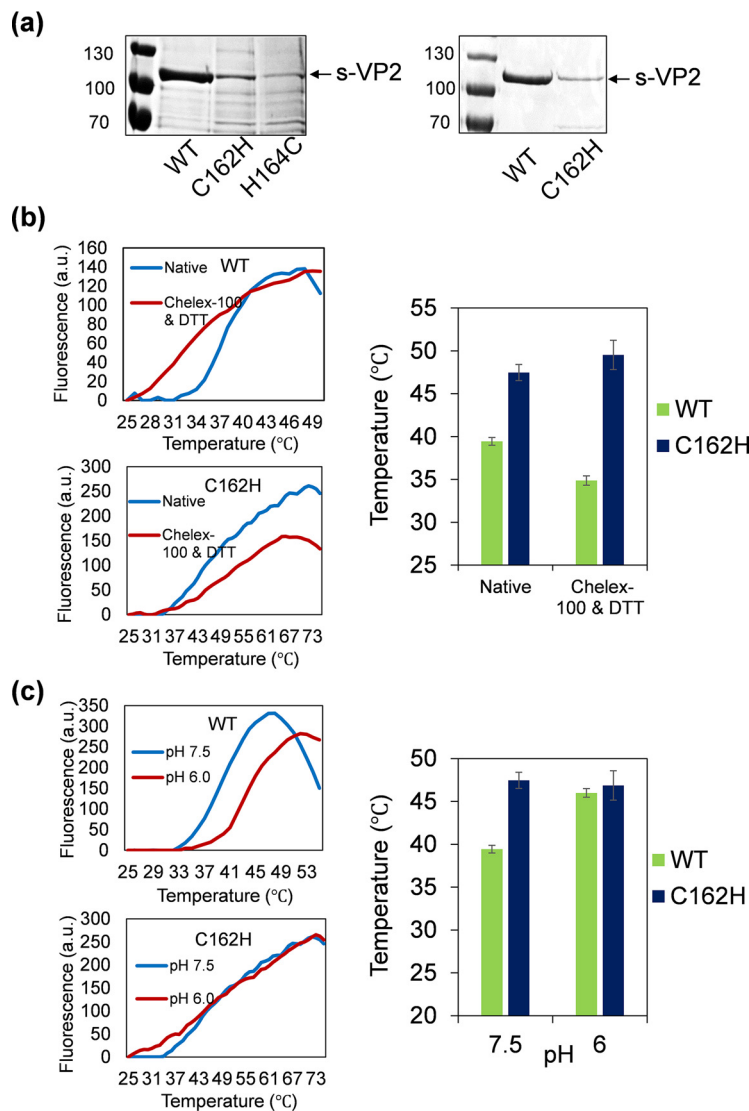 (a)
130
100
70
s-VP2
WT
C162H
H164C
130
100
70
s-VP2
WT
C162H
(b)
Fluorescence (a.u.)
160
140
120
100
80
60
40
20
0
WT
Native
Chelex-100
& DTT
25 28 31 34 37 40 43 46 49
Temperature (°C)
Fluorescence (a.u.)
300
250
200
150
100
50
0
C162H
Native
Chelex-
100 & DTT
25 31 37 43 49 55 61 67 73
Temperature (°C)
Temperature (°C)
55
50
45
40
35
30
25
Native
Chelex-
100 & DTT
WT
C162H
(c)
Fluorescence (a.u.)
350
300
250
200
150
100
50
0
WT
pH 7.5
pH 6.0
25 29 33 37 41 45 49 53
Temperature (°C)
Fluorescence (a.u.)
300
250
200
150
100
50
0
C162H
pH 7.5
pH 6.0
25 31 37 43 49 55 61 67 73
Temperature (°C)
Temperature (°C)
50
45
40
35
30
25
20
7.5 pH 6
WT
C162H